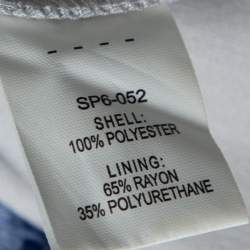 - - - -
SP6-052
SHELL:
100% POLYESTER
LINING:
65% RAYON
35% POLYURETHANE